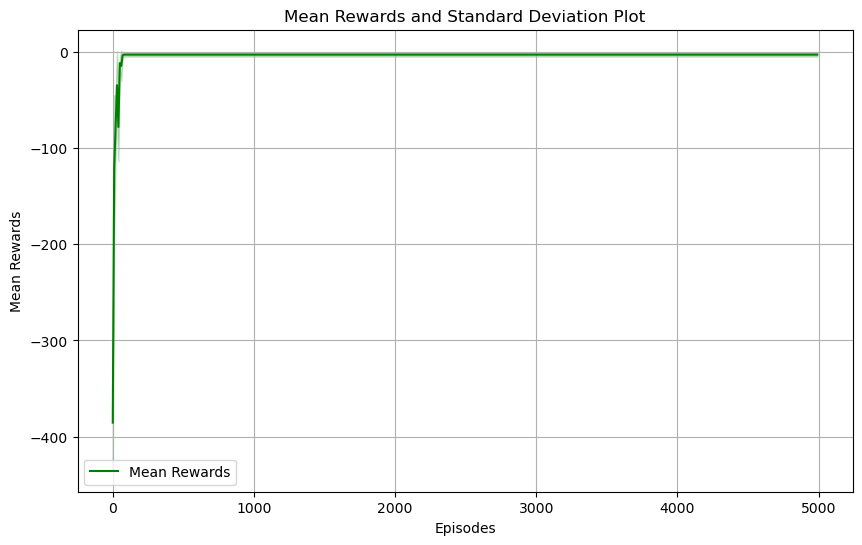 Mean Rewards and Standard Deviation Plot
0
−100
−200
−300
−400
Mean Rewards
Mean Rewards
0
1000
2000
3000
4000
5000
Episodes